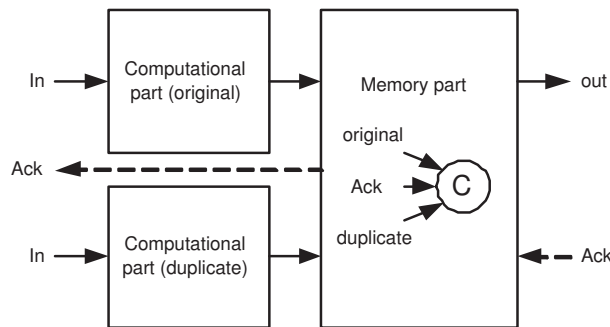 In
Computational
part (original)
Memory part
out
original
Ack
Ack
C
duplicate
In
Computational
part (duplicate)
Ack